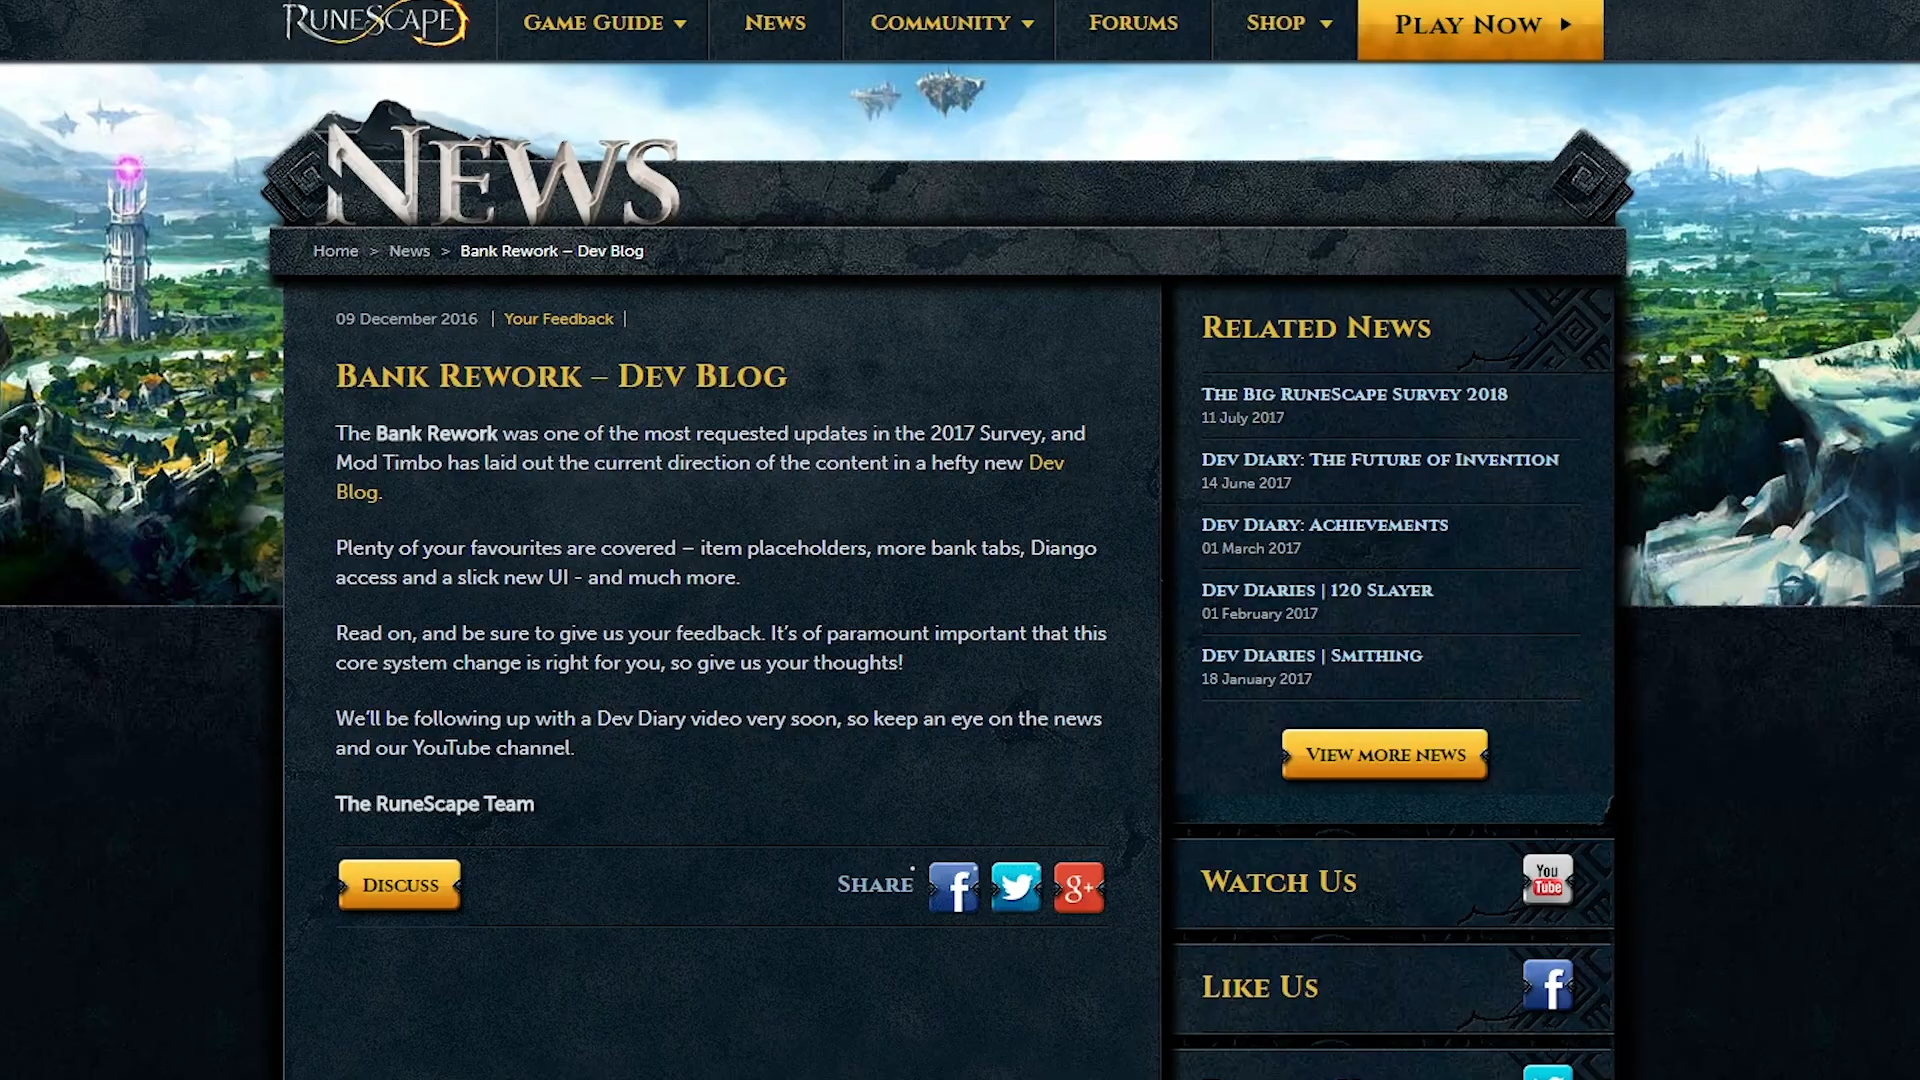 RuneScape
Game Guide
News
Community
Forums
Shop
Play Now
News
Home > News > Bank Rework – Dev Blog
09 December 2016 | Your Feedback |
Bank Rework – Dev Blog
The Bank Rework was one of the most requested updates in the 2017 Survey, and
Mod Timbo has laid out the current direction of the content in a hefty new Dev
Blog.
Plenty of your favourites are covered – item placeholders, more bank tabs, Diango
access and a slick new UI - and much more.
Read on, and be sure to give us your feedback. It’s of paramount important that this
core system change is right for you, so give us your thoughts!
We’ll be following up with a Dev Diary video very soon, so keep an eye on the news
and our YouTube channel.
The RuneScape Team
Discuss
Share
f
g+
Related News
The Big RuneScape Survey 2018
11 July 2017
Dev Diary: The Future of Invention
14 June 2017
Dev Diary: Achievements
01 March 2017
Dev Diaries | 120 Slayer
01 February 2017
Dev Diaries | Smithing
18 January 2017
View more news
Watch Us
You
Tube
Like Us
f